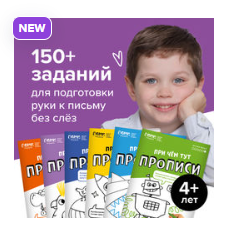 NEW
150+
заданий
для подготовки
руки к письму
без слёз
ПРИ ЧЁМ ТУТ
ПРОПИСИ
4+
лет